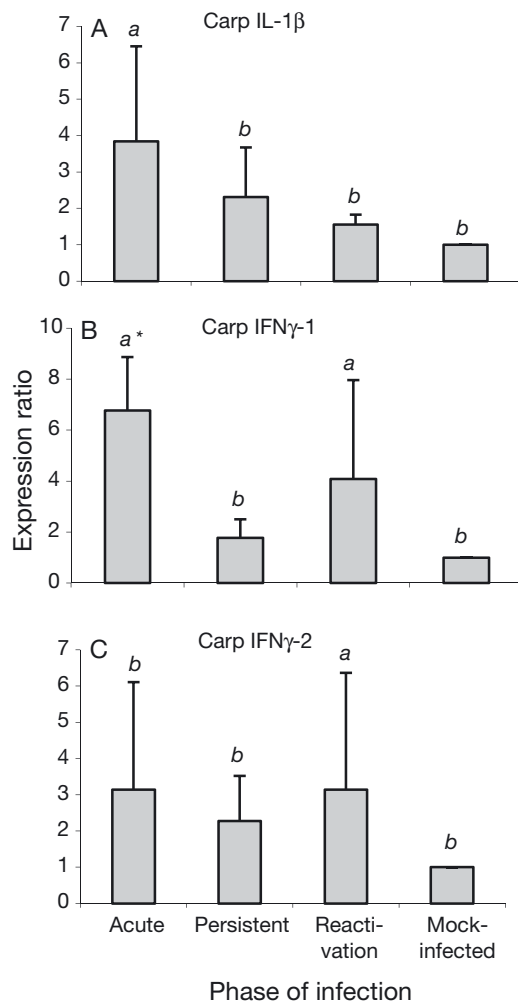 A
Carp IL-1β
7
6
5
4
3
2
1
0
a
b
b
b
B
Carp IFNγ-1
10
8
6
4
2
0
a*
b
a
b
Expression ratio
C
Carp IFNγ-2
7
6
5
4
3
2
1
0
b
b
a
b
Acute
Persistent
Reacti-
vation
Mock-
infected
Phase of infection